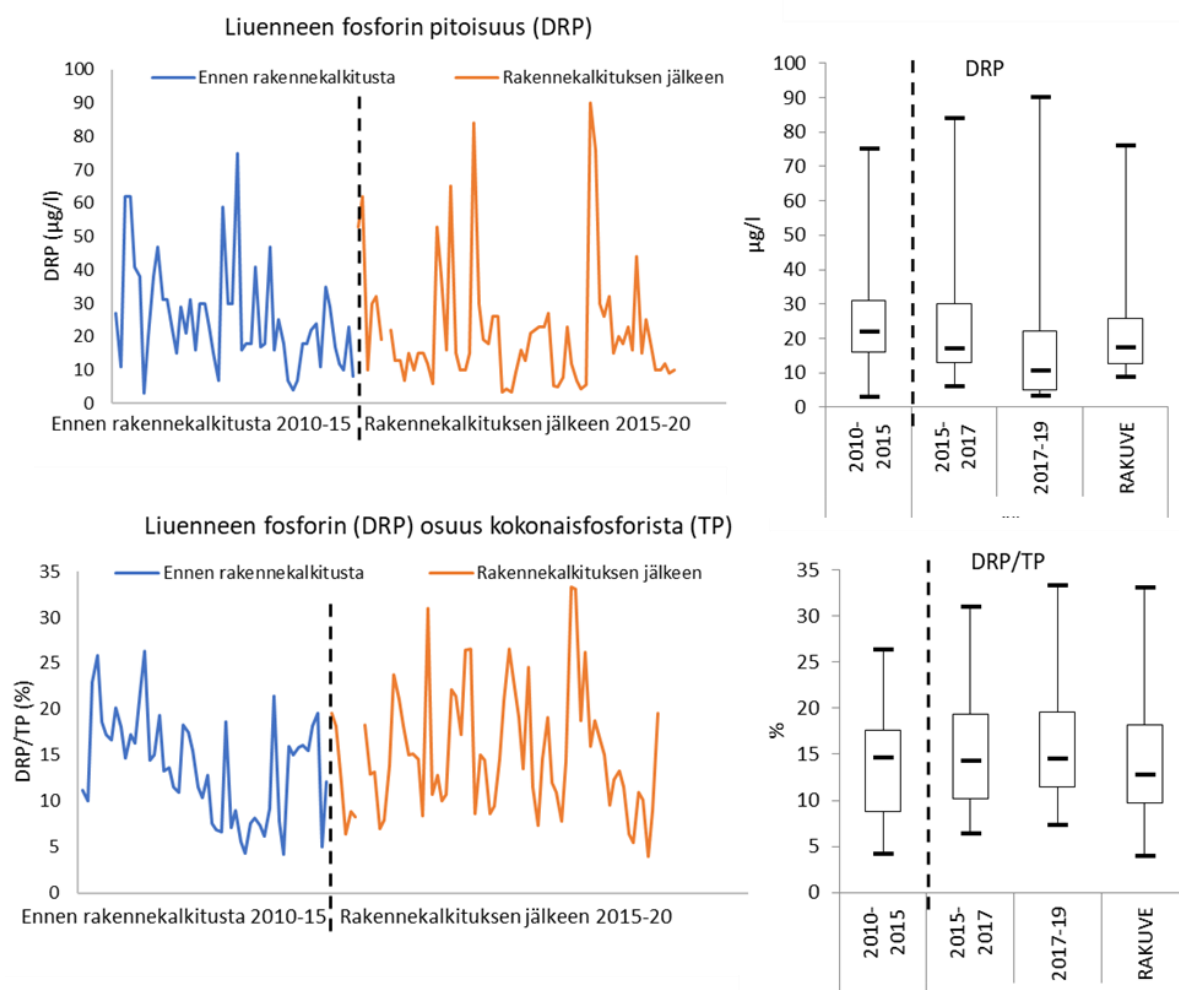 Liuenneen fosforin pitoisuus (DRP)
Ennen rakennekalkitusta
Rakennekalkituksen jälkeen
100
90
80
70
60
50
40
30
20
10
0
DRP (µg/l)
Ennen rakennekalkitusta 2010-15
Rakennekalkituksen jälkeen 2015-20
DRP
100
90
80
70
60
50
40
30
20
10
0
µg/l
2010-
2015
2015-
2017
2017-19
RAKUVE
Liuenneen fosforin (DRP) osuus kokonaisfosforista (TP)
Ennen rakennekalkitusta
Rakennekalkituksen jälkeen
35
30
25
20
15
10
5
0
DRP/TP (%)
Ennen rakennekalkitusta 2010-15
Rakennekalkituksen jälkeen 2015-20
DRP/TP
35
30
25
20
15
10
5
0
%
2010-
2015
2015-
2017
2017-19
RAKUVE